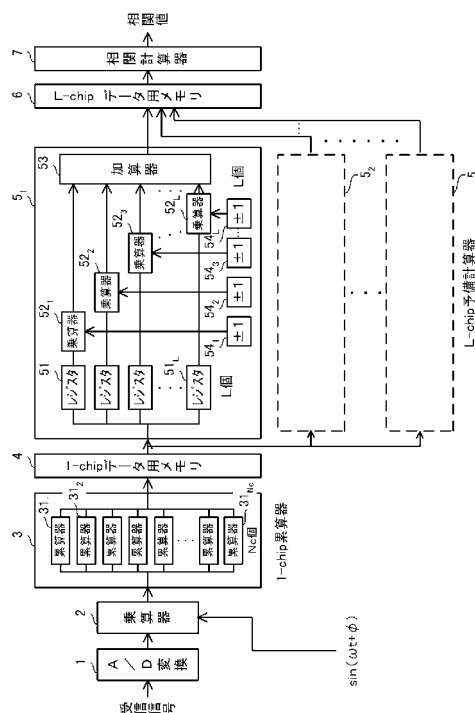 受信信号
1
A/D変換
2
乗算器
sin(ωt+φ)
3
31₁
累算器
31₂
累算器
累算器
累算器
累算器
累算器
累算器
31Nc
Nc個
1-chip累算器
4
1-chipデータ用メモリ
5₁
51
レジスタ
レジスタ
レジスタ
レジスタ
51L
L個
52₁
乗算器
52₂
乗算器
52₃
乗算器
52L
乗算器
54₁
±1
54₂
±1
54₃
±1
54L
±1
L個
53
加算器
5₂
5
L-chip予備計算器
6
L-chip データ用メモリ
7
相関計算器
相関値